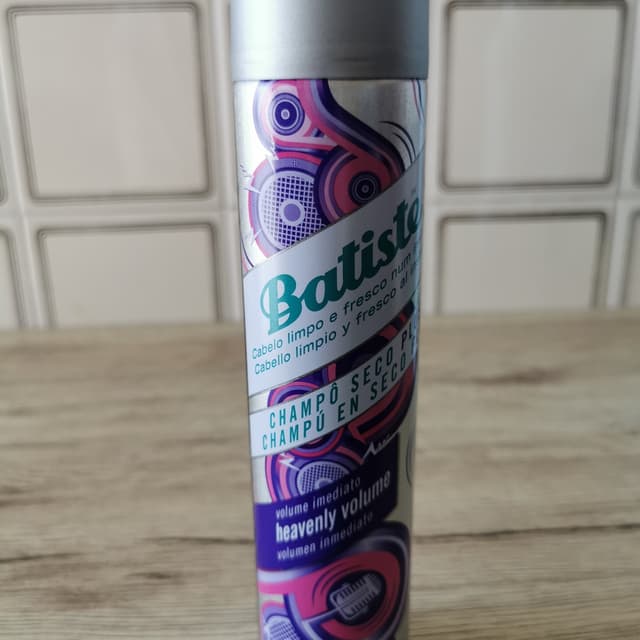 Batiste
Cabelo limpo e fresco num
Cabello limpio y fresco al
CHAMPÔ SECO
CHAMPÚ EN SECO
volume imediato
heavenly volume
volumen inmediato